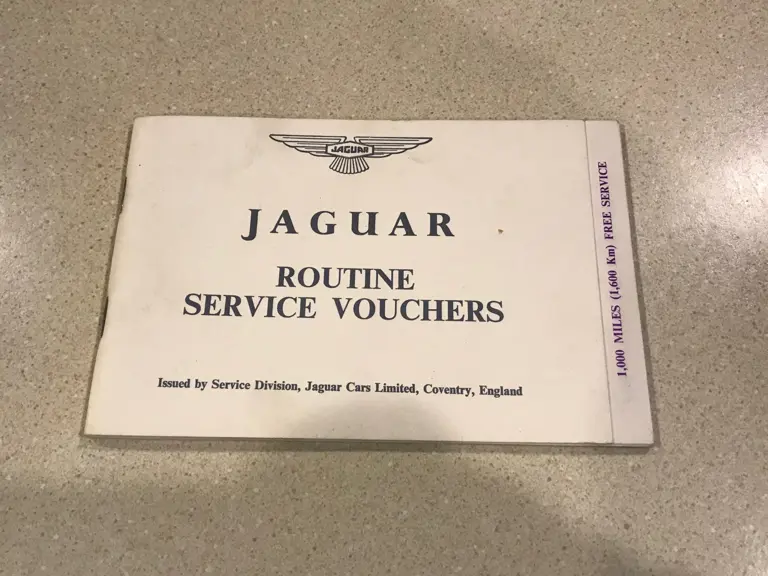 JAGUAR
JAGUAR
ROUTINE
SERVICE VOUCHERS
Issued by Service Division, Jaguar Cars Limited, Coventry, England
1,000 MILES (1,600 Km) FREE SERVICE